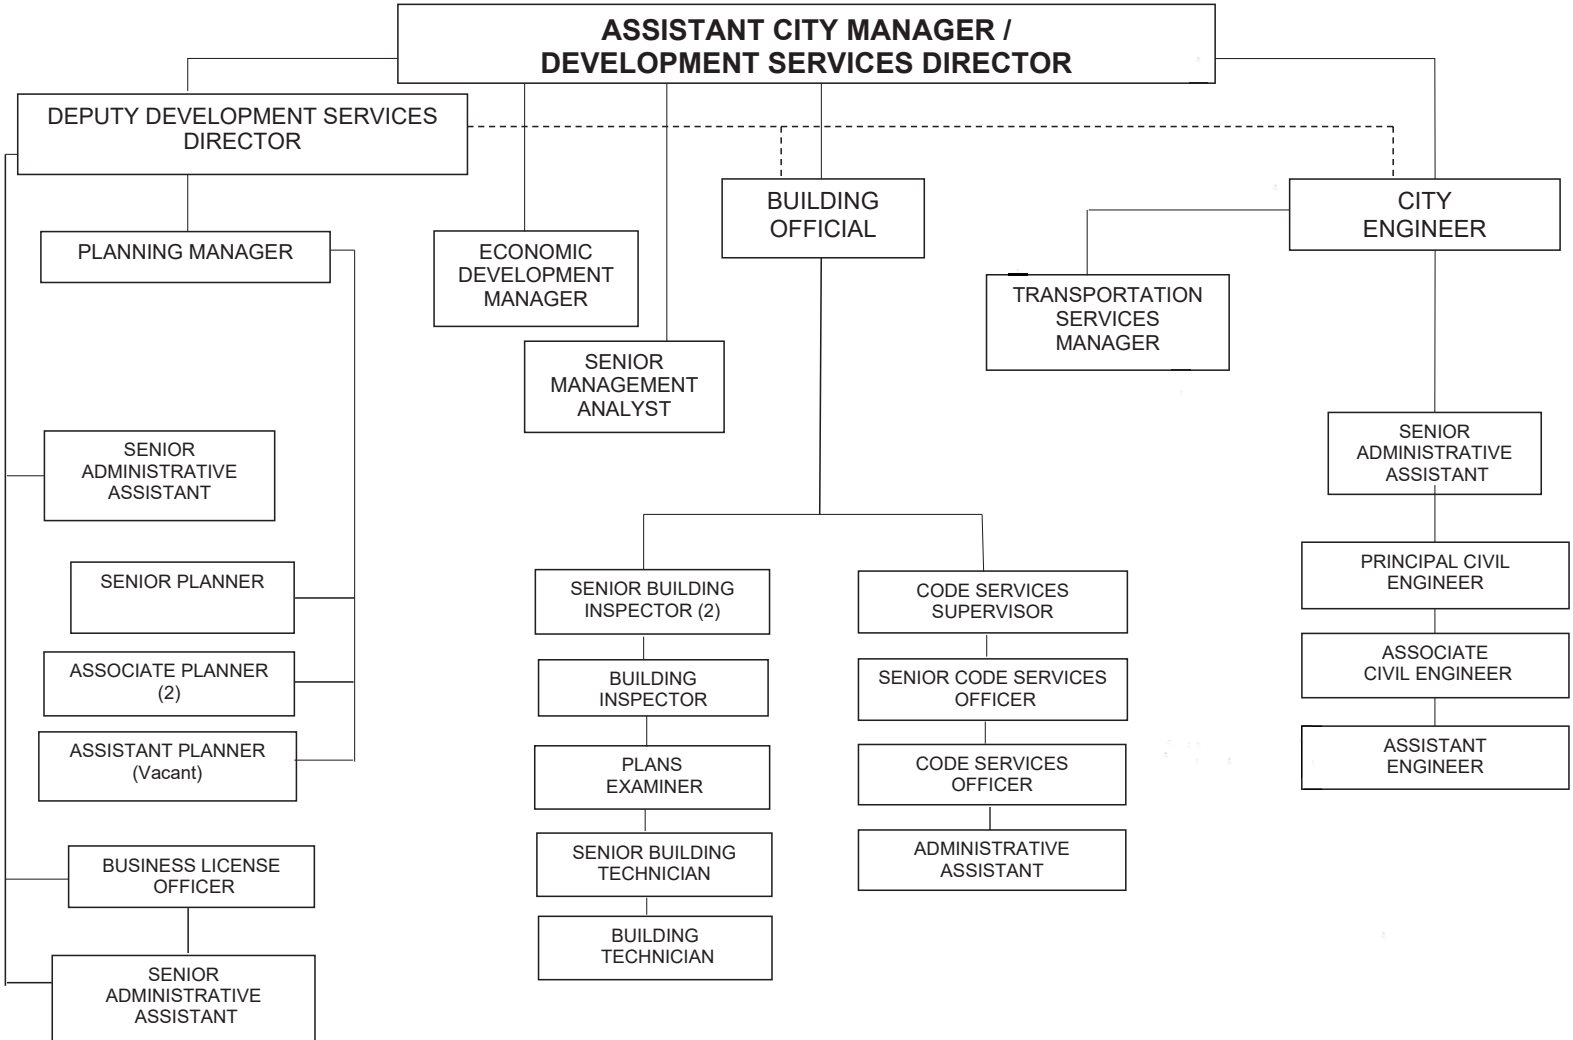 ASSISTANT CITY MANAGER /
DEVELOPMENT SERVICES DIRECTOR
DEPUTY DEVELOPMENT SERVICES
DIRECTOR
BUILDING
OFFICIAL
CITY
ENGINEER
PLANNING MANAGER
ECONOMIC
DEVELOPMENT
MANAGER
TRANSPORTATION
SERVICES
MANAGER
SENIOR
MANAGEMENT
ANALYST
SENIOR
ADMINISTRATIVE
ASSISTANT
SENIOR
ADMINISTRATIVE
ASSISTANT
SENIOR PLANNER
ASSOCIATE PLANNER
(2)
ASSISTANT PLANNER
(Vacant)
BUSINESS LICENSE
OFFICER
SENIOR
ADMINISTRATIVE
ASSISTANT
SENIOR BUILDING
INSPECTOR (2)
BUILDING
INSPECTOR
PLANS
EXAMINER
SENIOR BUILDING
TECHNICIAN
BUILDING
TECHNICIAN
CODE SERVICES
SUPERVISOR
SENIOR CODE SERVICES
OFFICER
CODE SERVICES
OFFICER
ADMINISTRATIVE
ASSISTANT
PRINCIPAL CIVIL
ENGINEER
ASSOCIATE
CIVIL ENGINEER
ASSISTANT
ENGINEER